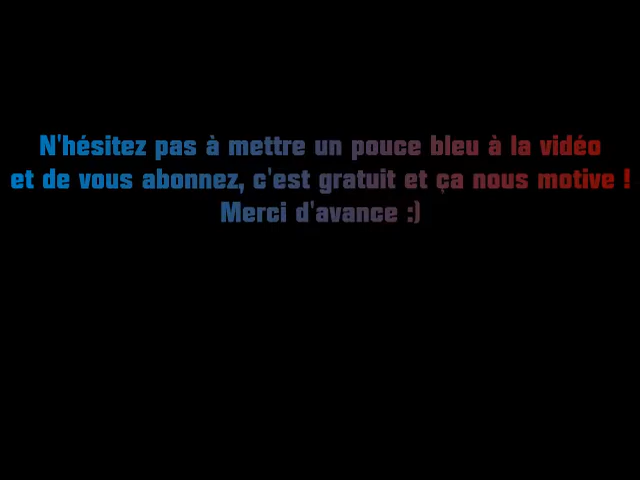 N'hésitez pas à mettre un pouce bleu à la vidéo
et de vous abonnez, c'est gratuit et ça nous motive !
Merci d'avance :)